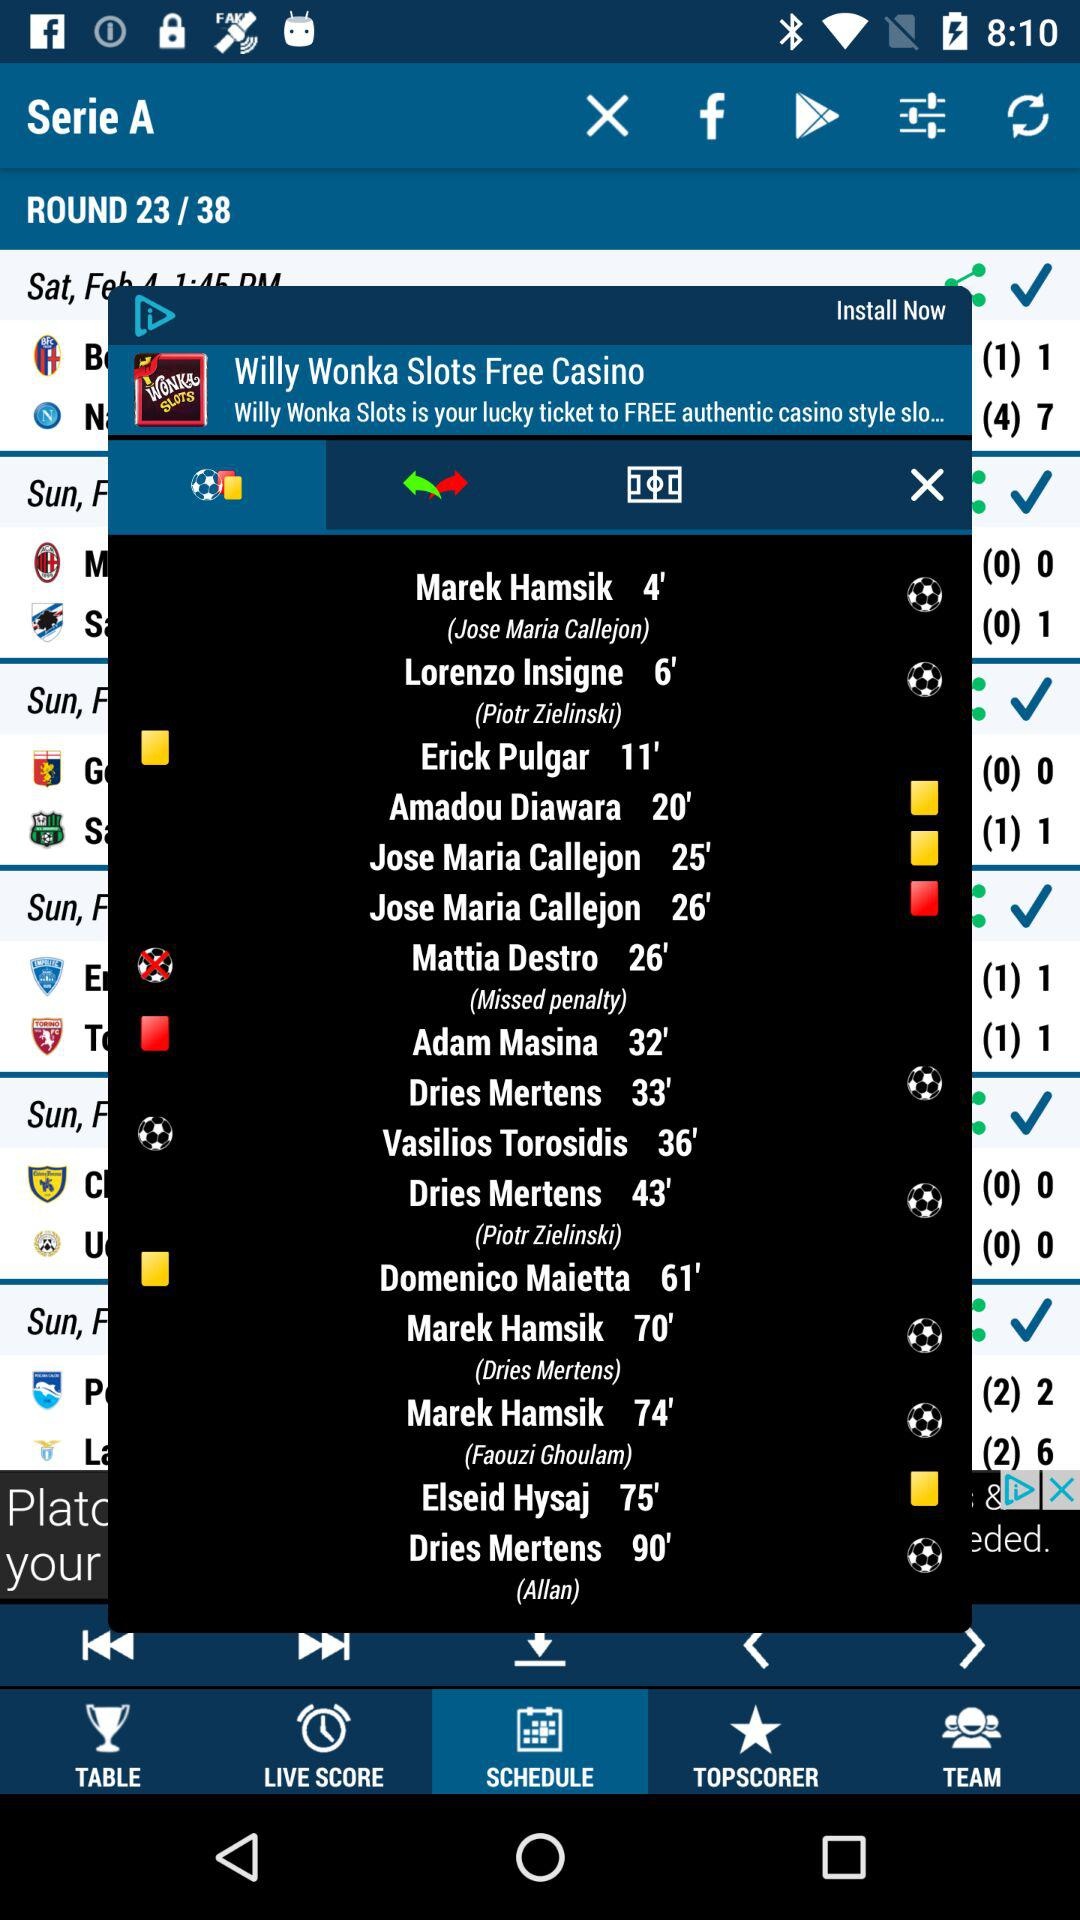 FAKE
8:10
Serie A
ROUND 23 / 38
Sat, Feb 4, 1:45 PM
Install Now
Willy Wonka Slots Free Casino
WONKA
SLOTS
Willy Wonka Slots is your lucky ticket to FREE authentic casino style slo...
Bo (1) 1
Na (4) 7
Sun, F
M (0) 0
Sa (0) 1
Sun, F
Ge (0) 0
Sa (1) 1
Sun, F
E (1) 1
To (1) 1
Sun, F
C (0) 0
U (0) 0
Sun, F
Pe (2) 2
La (2) 6
Marek Hamsik 4'
(Jose Maria Callejon)
Lorenzo Insigne 6'
(Piotr Zielinski)
Erick Pulgar 11'
Amadou Diawara 20'
Jose Maria Callejon 25'
Jose Maria Callejon 26'
Mattia Destro 26'
(Missed penalty)
Adam Masina 32'
Dries Mertens 33'
Vasilios Torosidis 36'
Dries Mertens 43'
(Piotr Zielinski)
Domenico Maietta 61'
Marek Hamsik 70'
(Dries Mertens)
Marek Hamsik 74'
(Faouzi Ghoulam)
Elseid Hysaj 75'
Dries Mertens 90'
(Allan)
Plato s &
your eded.
TABLE LIVE SCORE SCHEDULE TOPSCORER TEAM